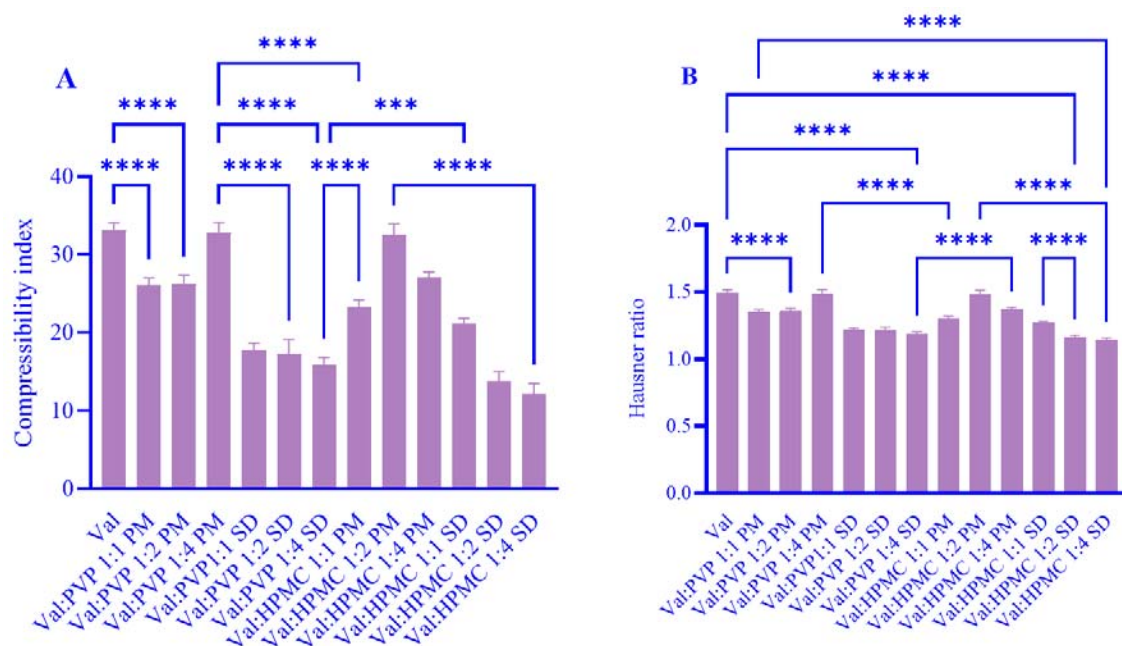 A
****
****
****
***
****
****
****
****
****
Compressibility index
40
30
20
10
0
Val
Val:PVP 1:1 PM
Val:PVP 1:2 PM
Val:PVP 1:4 PM
Val:PVP1:1 SD
Val:PVP 1:2 SD
Val:PVP 1:4 SD
Val:HPMC 1:1 PM
Val:HPMC 1:2 PM
Val:HPMC 1:4 PM
Val:HPMC 1:1 SD
Val:HPMC 1:2 SD
Val:HPMC 1:4 SD
B
****
****
****
****
****
****
****
****
Hausner ratio
2.0
1.5
1.0
0.5
0.0
Val
Val:PVP 1:1 PM
Val:PVP 1:2 PM
Val:PVP 1:4 PM
Val:PVP1:1 SD
Val:PVP 1:2 SD
Val:PVP 1:4 SD
Val:HPMC 1:1 PM
Val:HPMC 1:2 PM
Val:HPMC 1:4 PM
Val:HPMC 1:1 SD
Val:HPMC 1:2 SD
Val:HPMC 1:4 SD